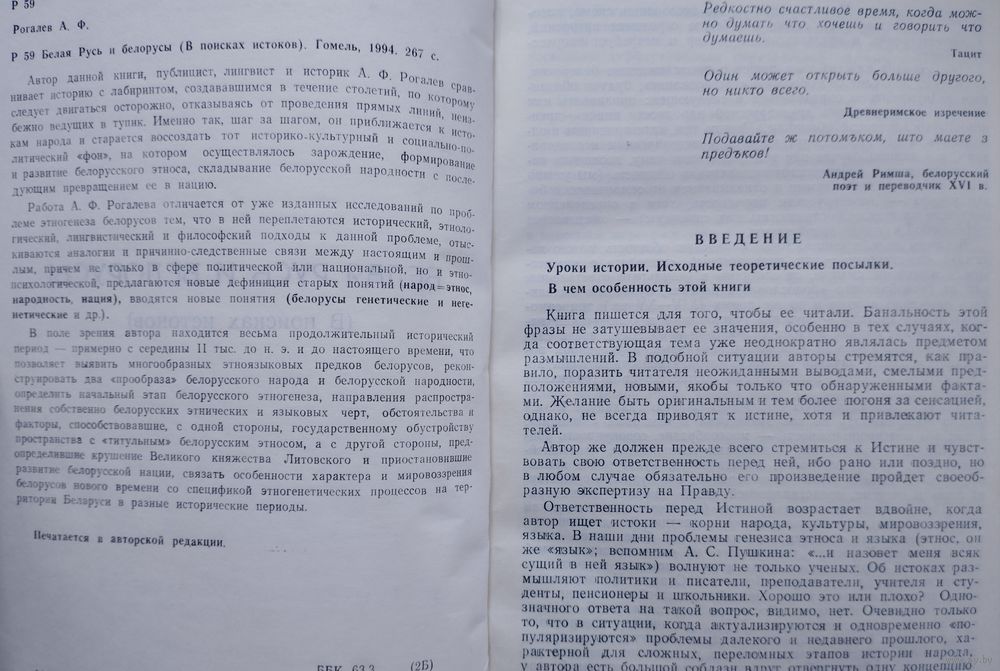 Р 59
Рогалев А. Ф.
Р 59 Белая Русь и белорусы (В поисках истоков). Гомель, 1994. 267 с.
Автор данной книги, публицист, лингвист и историк А. Ф. Рогалев срав-
нивает историю с лабиринтом, создававшимся в течение столетий, по которому
следует двигаться осторожно, отказываясь от проведения прямых линий, неиз-
бежно ведущих в тупик. Именно так, шаг за шагом, он приближается к исто-
кам народа и старается воссоздать тот историко-культурный и социально-по-
литический «фон», на котором осуществлялось зарождение, формирование
и развитие белорусского этноса, складывание белорусской народности с после-
дующим превращением ее в нацию.
Работа А. Ф. Рогалева отличается от уже изданных исследований по проб-
леме этногенеза белорусов тем, что в ней переплетаются исторический, этноло-
гический, лингвистический и философский подходы к данной проблеме, отыс-
киваются аналогии и причинно-следственные связи между настоящим и прош-
лым, причем не только в сфере политической или национальной, но и этно-
психологической, предлагаются новые дефиниции старых понятий (народ=этнос,
народность, нация), вводятся новые понятия (белорусы генетические и неге-
нетические и др.).
В поле зрения автора находится весьма продолжительный исторический
период — примерно с середины II тыс. до н. э. и до настоящего времени, что
позволяет выявить многообразных этноязыковых предков белорусов, рекон-
струировать два «прообраза» белорусского народа и белорусской народности,
определить начальный этап белорусского этногенеза, направления распростра-
нения собственно белорусских этнических и языковых черт, обстоятельства и
факторы, способствовавшие, с одной стороны, государственному обустройству
пространства с «титульным» белорусским этносом, а с другой стороны, пред-
определившие крушение Великого княжества Литовского и приостановившие
развитие белорусской нации, связать особенности характера и мировоззрения
белорусов нового времени со спецификой этногенетических процессов на тер-
ритории Беларуси в разные исторические периоды.
Печатается в авторской редакции.
ББК 63.3 (2Б)
Редкостно счастливое время, когда мож-
но думать что хочешь и говорить что
думаешь.
Тацит
Один может открыть больше другого,
но никто всего.
Древнеримское изречение
Подавайте ж потомъком, што маете з
предъков!
Андрей Римша, белорусский
поэт и переводчик XVI в.
ВВЕДЕНИЕ
Уроки истории. Исходные теоретические посылки.
В чем особенность этой книги
Книга пишется для того, чтобы ее читали. Банальность этой
фразы не затушевывает ее значения, особенно в тех случаях, ког-
да соответствующая тема уже неоднократно являлась предметом
размышлений. В подобной ситуации авторы стремятся, как пра-
вило, поразить читателя неожиданными выводами, смелыми пред-
положениями, новыми, якобы только что обнаруженными факта-
ми. Желание быть оригинальным и тем более погоня за сенсацией,
однако, не всегда приводят к истине, хотя и привлекают чита-
телей.
Автор же должен прежде всего стремиться к Истине и чувст-
вовать свою ответственность перед ней, ибо рано или поздно, но
в любом случае обязательно его произведение пройдет своеоб-
разную экспертизу на Правду.
Ответственность перед Истиной возрастает вдвойне, когда
автор ищет истоки — корни народа, культуры, мировоззрения,
языка. В наши дни проблемы генезиса этноса и языка (этнос, он
же «язык»; вспомним А. С. Пушкина: «...и назовет меня всяк
сущий в ней язык») волнуют не только ученых. Об истоках раз-
мышляют политики и писатели, преподаватели, учителя и сту-
денты, пенсионеры и школьники. Хорошо это или плохо? Одно-
значного ответа на такой вопрос, видимо, нет. Очевидно только
то, что в ситуации, когда актуализируются и одновременно «по-
пуляризируются» проблемы далекого и недавнего прошлого, ха-
рактерной для сложных, переломных этапов истории народа,
у автора есть большой соблазн вдруг отвергнуть одну концепцию